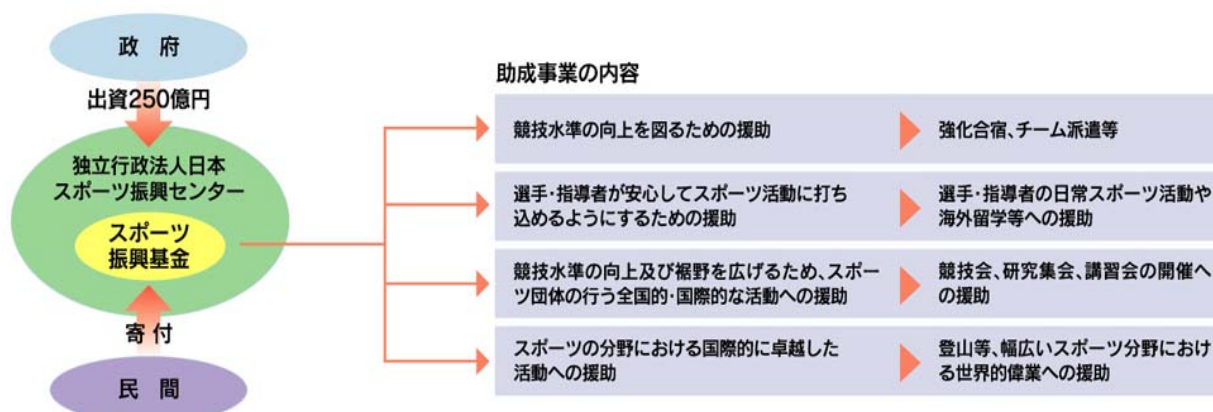 政　府
出資250億円
独立行政法人日本
スポーツ振興センター
スポーツ
振興基金
寄 付
民　間
助成事業の内容
競技水準の向上を図るための援助
強化合宿、チーム派遣等
選手・指導者が安心してスポーツ活動に打ち
込めるようにするための援助
選手・指導者の日常スポーツ活動や
海外留学等への援助
競技水準の向上及び裾野を広げるため、スポー
ツ団体の行う全国的・国際的な活動への援助
競技会、研究集会、講習会の開催へ
の援助
スポーツの分野における国際的に卓越した
活動への援助
登山等、幅広いスポーツ分野におけ
る世界的偉業への援助